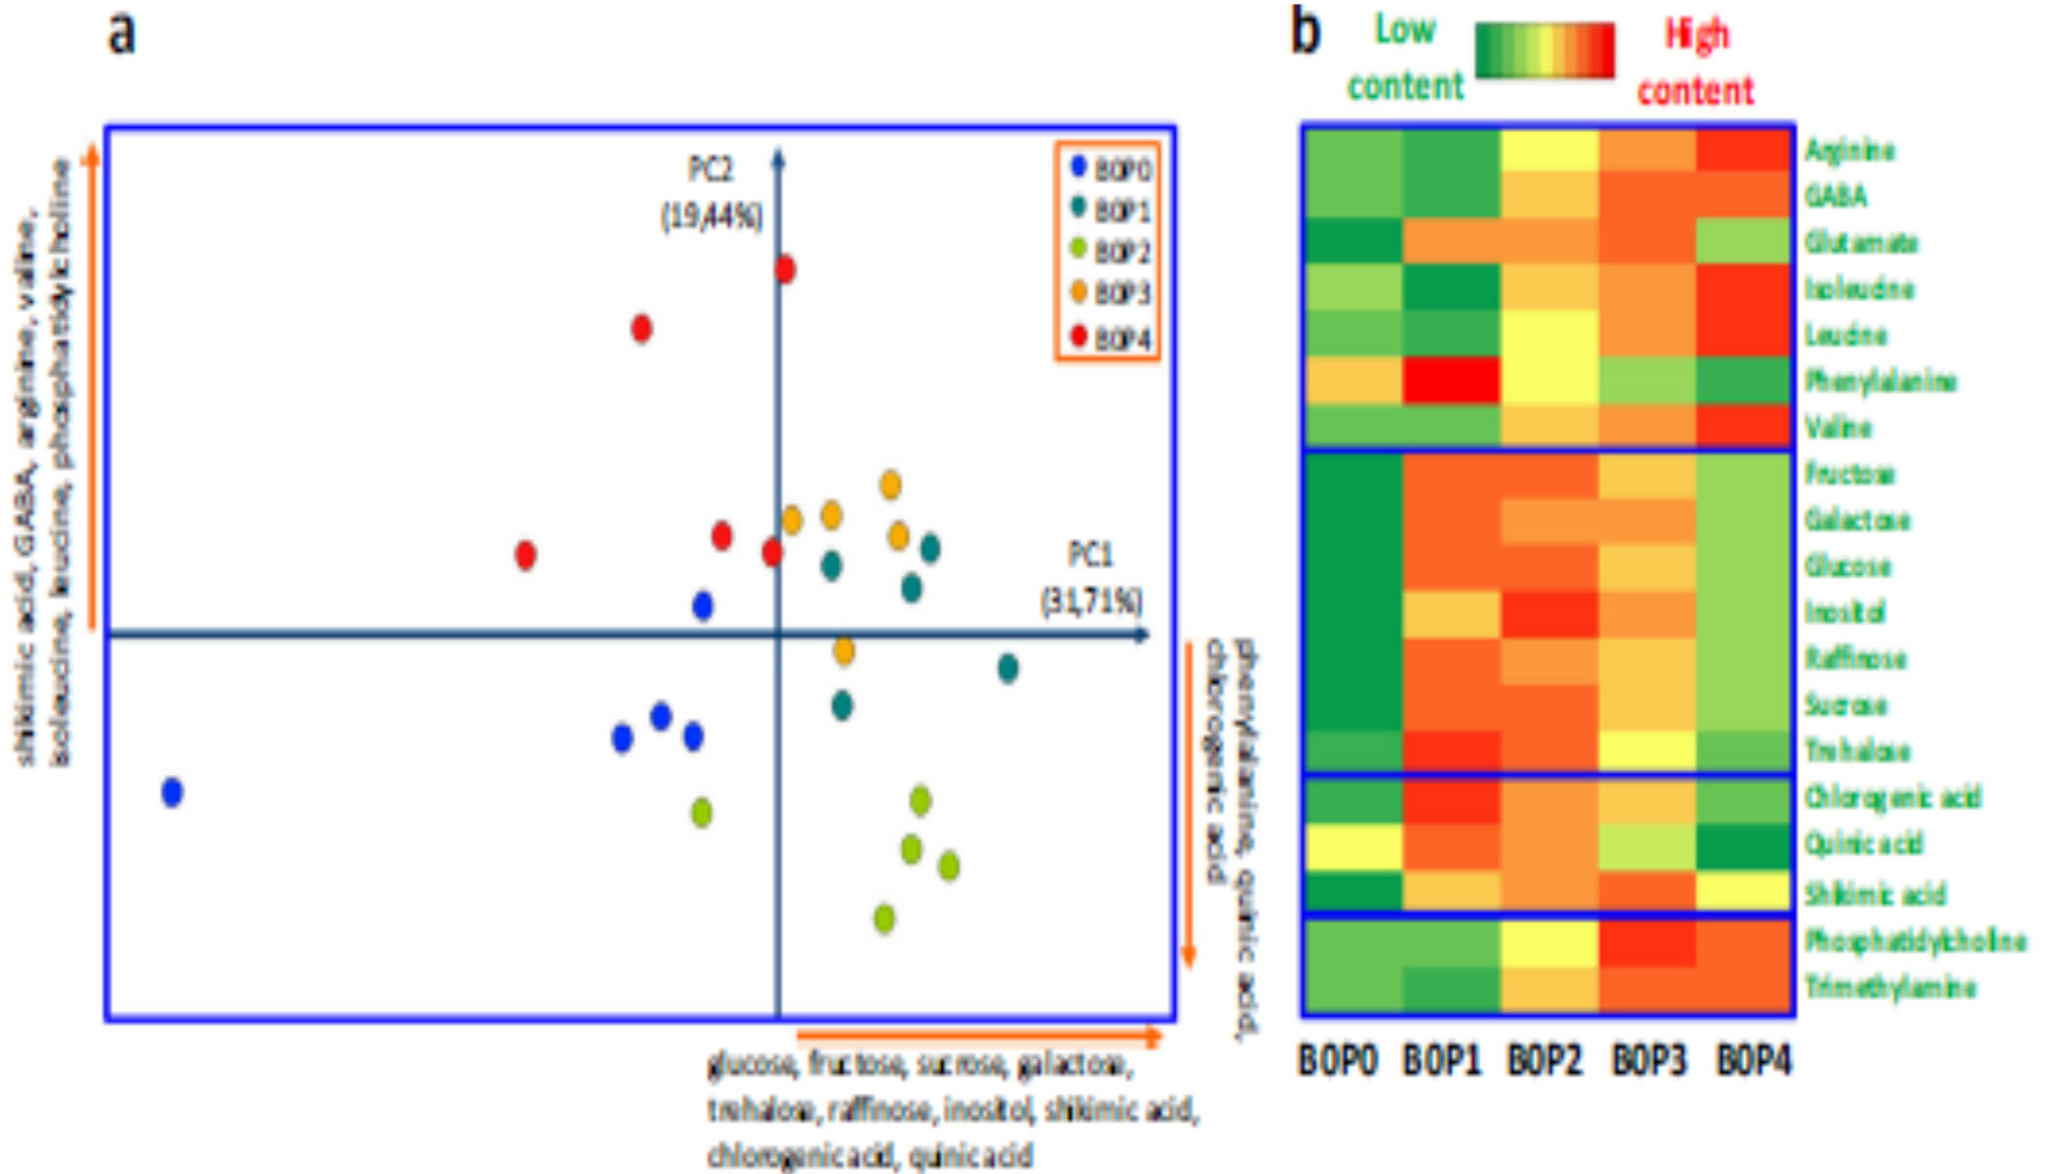 a
PC2
(19,44%)
B0P0
B0P1
B0P2
B0P3
B0P4
PC1
(31,71%)
shikimic acid, GABA, arginine, valine,
isoleucine, leucine, phosphatidylcholine
phenylalanine, quinic acid,
chlorogenic acid
glucose, fructose, sucrose, galactose,
trehalose, raffinose, inositol, shikimic acid,
chlorogenic acid, quinic acid
b
Low
content
High
content
Arginine
GABA
Glutamate
Isoleucine
Leucine
Phenylalanine
Valine
Fructose
Galactose
Glucose
Inositol
Raffinose
Sucrose
Trehalose
Chlorogenic acid
Quinic acid
Shikimic acid
Phosphatidylcholine
Trimethylamine
B0P0 B0P1 B0P2 B0P3 B0P4